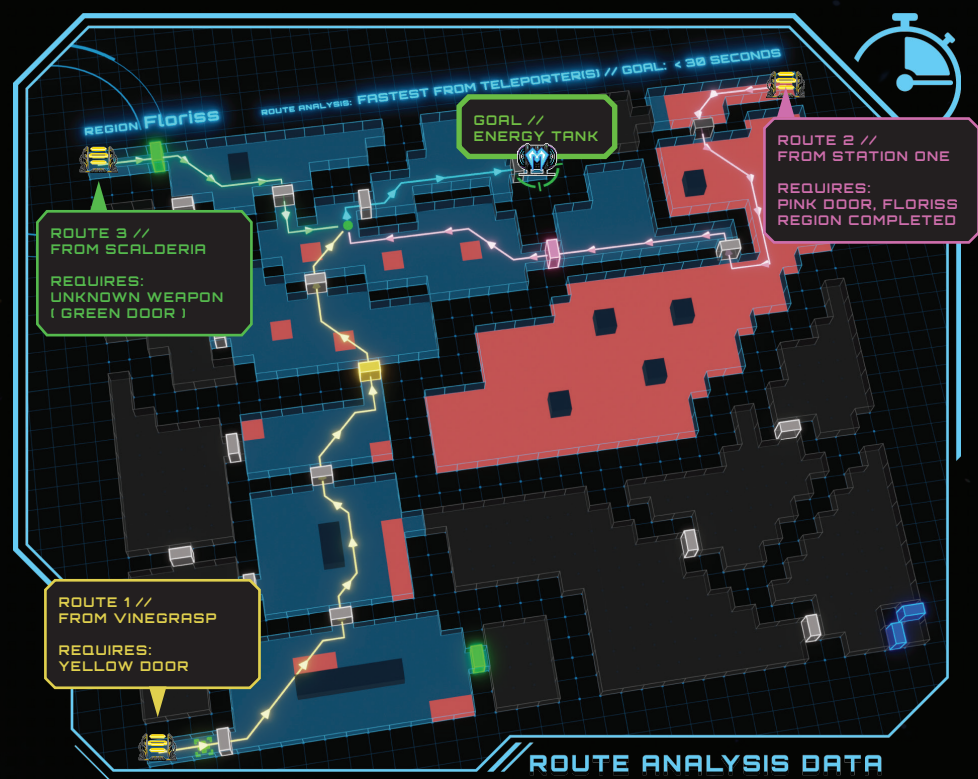 REGION Floriss
ROUTE ANALYSIS: FASTEST FROM TELEPORTER(S) // GOAL: < 30 SECONDS
GOAL //
ENERGY TANK
ROUTE 2 //
FROM STATION ONE
REQUIRES:
PINK DOOR, FLORISS
REGION COMPLETED
ROUTE 3 //
FROM SCALDERIA
REQUIRES:
UNKNOWN WEAPON
( GREEN DOOR )
ROUTE 1 //
FROM VINEGRASP
REQUIRES:
YELLOW DOOR
ROUTE ANALYSIS DATA